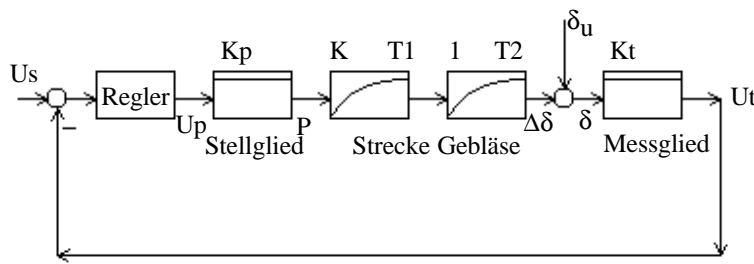 δu
Kp K T1 1 T2 Kt
Us Regler Ut
Up P Δδ δ
Stellglied Strecke Gebläse Messglied